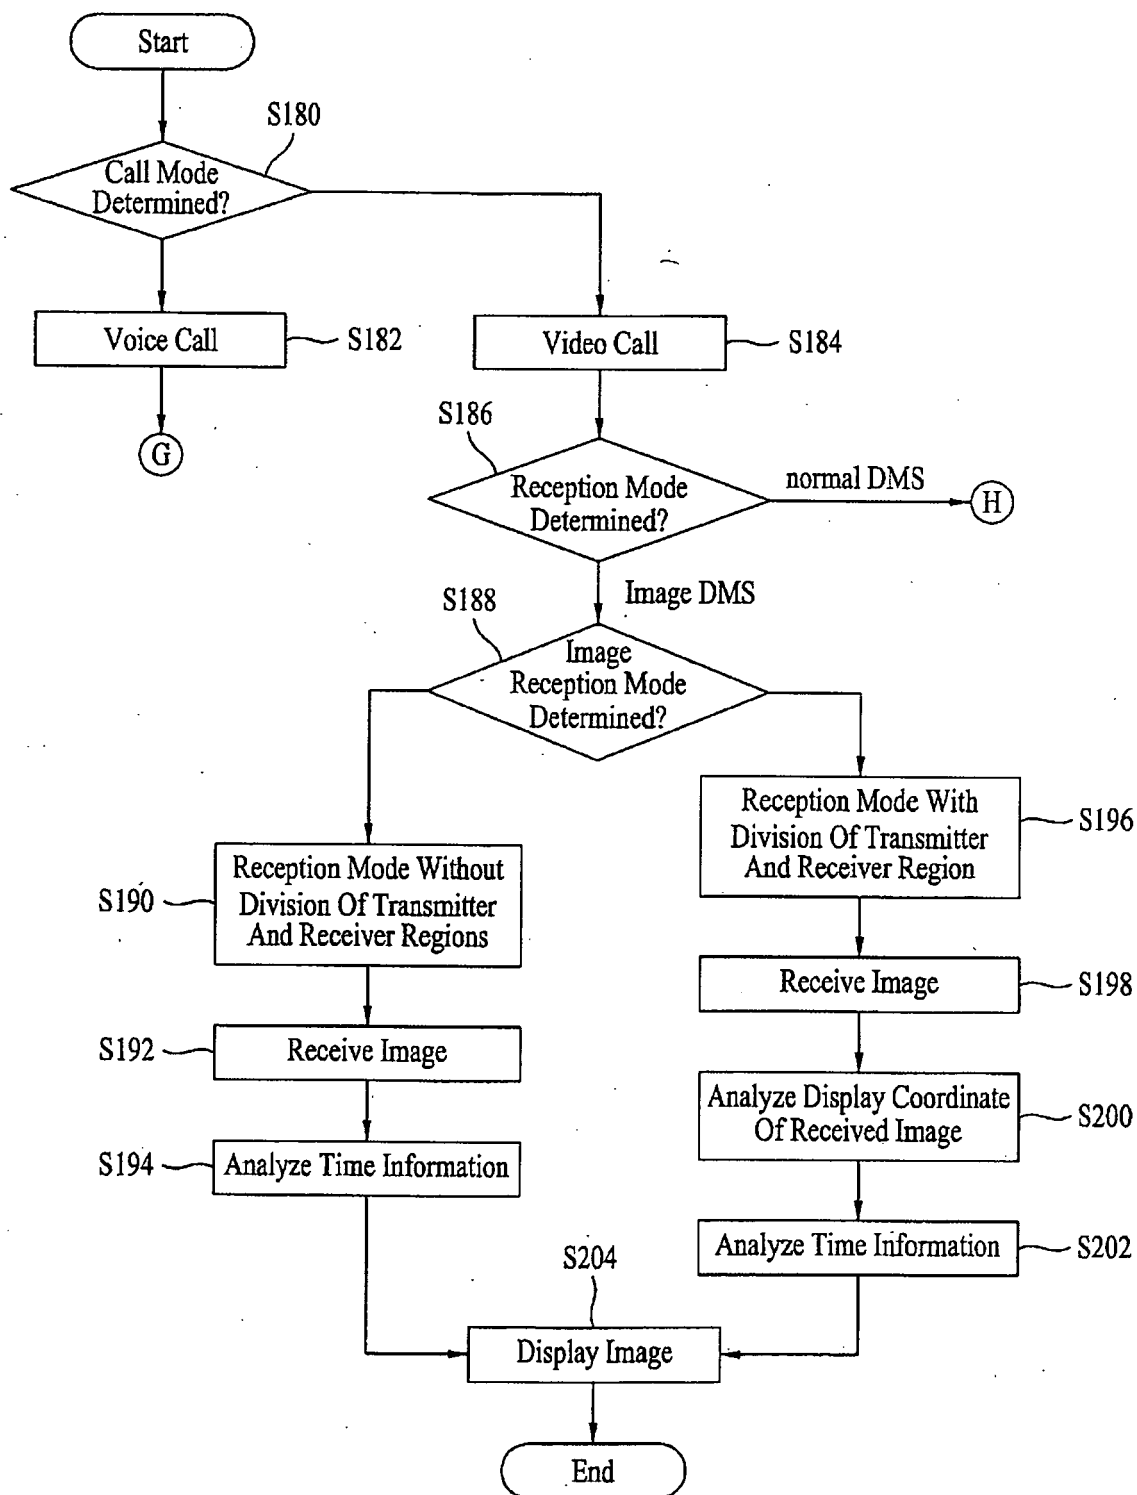 Start
S180
Call Mode
Determined?
Voice Call
S182
Video Call
S184
G
S186
Reception Mode
Determined?
normal DMS
H
Image DMS
S188
Image
Reception Mode
Determined?
Reception Mode With
Division Of Transmitter
And Receiver Region
S196
S190
Reception Mode Without
Division Of Transmitter
And Receiver Regions
Receive Image
S198
S192
Receive Image
Analyze Display Coordinate
Of Received Image
S200
S194
Analyze Time Information
Analyze Time Information
S202
S204
Display Image
End